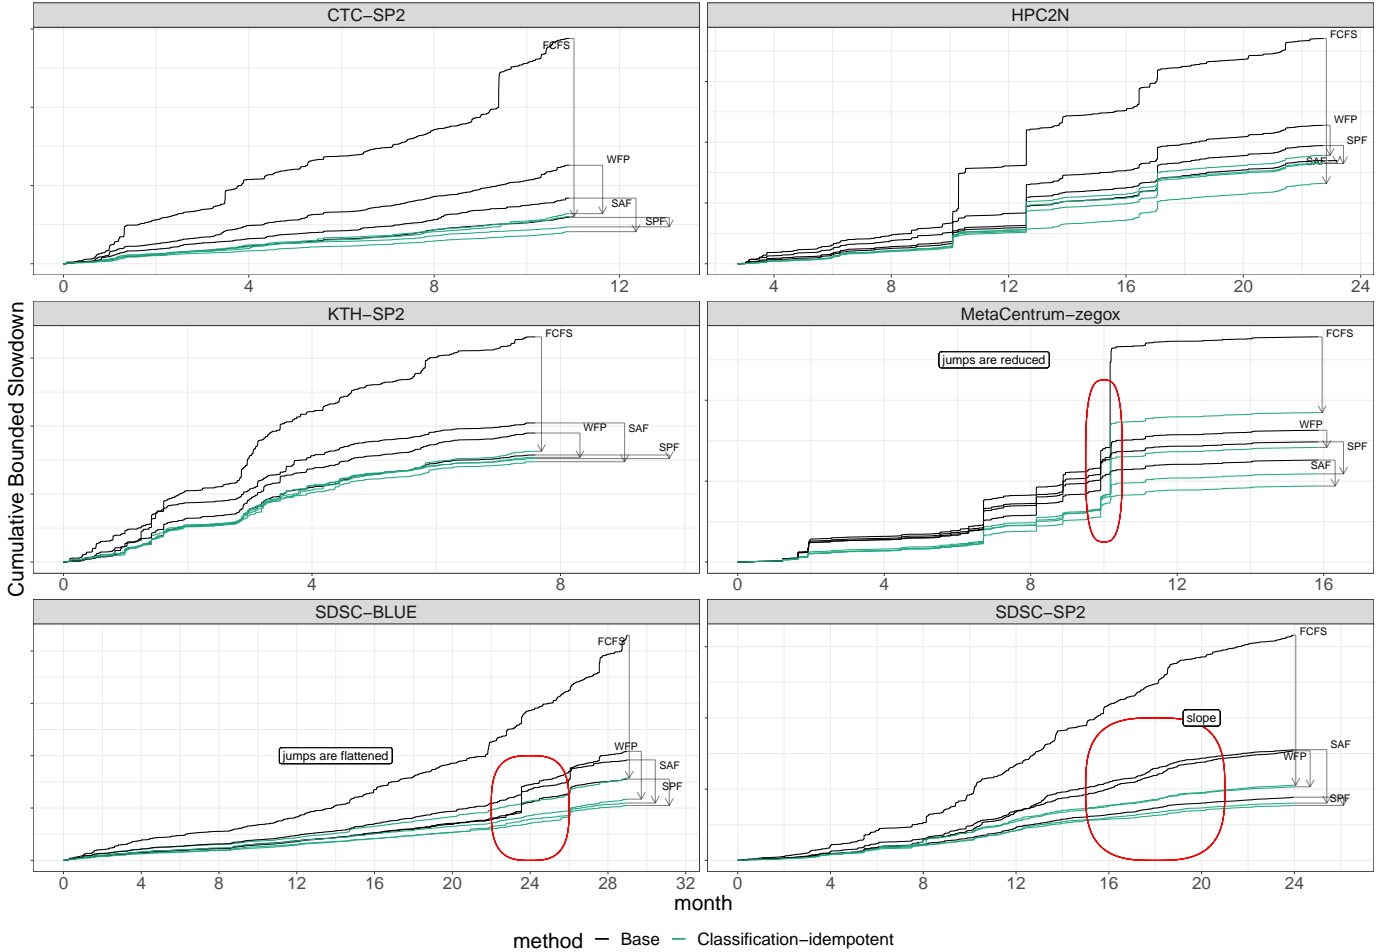 CTC−SP2
HPC2N
FCFS
WFP
SAF
SPF
0 4 8 12
FCFS
WFP
SPF
SAF
4 8 12 16 20 24
KTH−SP2
MetaCentrum−zegox
FCFS
WFP
SAF
SPF
0 4 8
jumps are reduced
FCFS
WFP
SPF
SAF
0 4 8 12 16
SDSC−BLUE
SDSC−SP2
jumps are flattened
FCFS
WFP
SAF
SPF
0 4 8 12 16 20 24 28 32
slope
FCFS
SAF
WFP
SPF
0 4 8 12 16 20 24
Cumulative Bounded Slowdown
month
method Base Classification−idempotent